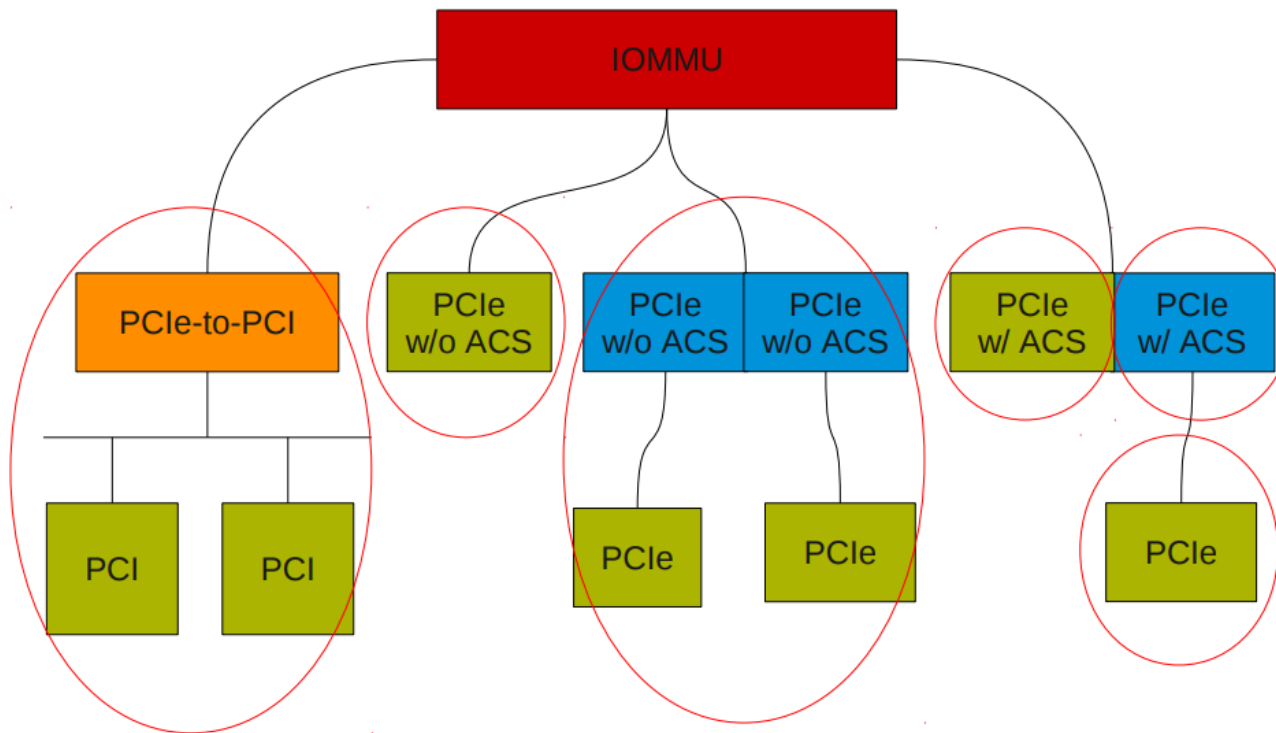 IOMMU
PCIe-to-PCI
PCIe
w/o ACS
PCIe
w/o ACS
PCIe
w/o ACS
PCIe
w/ ACS
PCIe
w/ ACS
PCI
PCI
PCIe
PCIe
PCIe